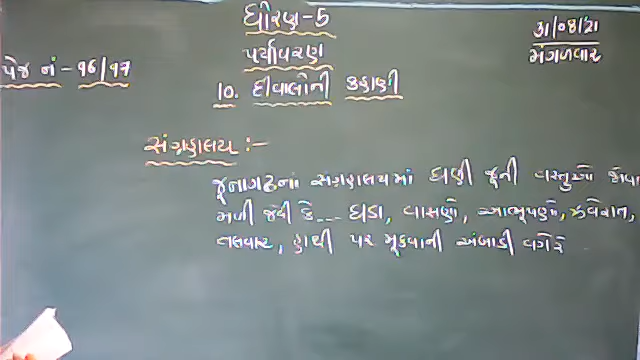 ધોરણ-5
31/08/21
પર્યાવરણ
મંગળવાર
પેજ નં - 96/97
10. દીવાલોની કહાણી
સંગ્રહાલય :-
જૂનાગઢનાં સંગ્રહાલયમાં ઘણી જૂની વસ્તુઓ જોવા
મળી જેવી કે... ઘડા, વાસણો, આભૂષણો, ઝવેરાત,
તલવાર, હાથી પર મૂકવાની અંબાડી વગેરે